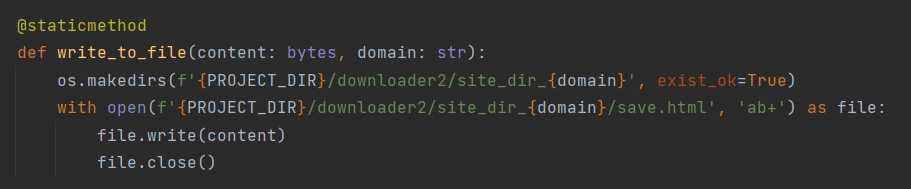 @staticmethod
def write_to_file(content: bytes, domain: str):
    os.makedirs(f'{PROJECT_DIR}/downloader2/site_dir_{domain}', exist_ok=True)
    with open(f'{PROJECT_DIR}/downloader2/site_dir_{domain}/save.html', 'ab+') as file:
        file.write(content)
        file.close()